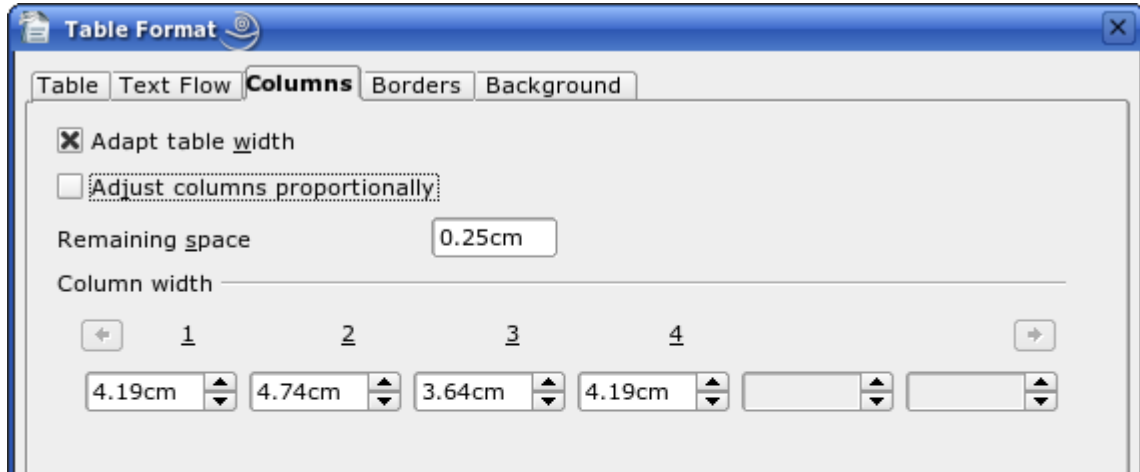 Table Format
Table Text Flow Columns Borders Background
Adapt table width
Adjust columns proportionally
Remaining space 0.25cm
Column width
1 2 3 4
4.19cm 4.74cm 3.64cm 4.19cm